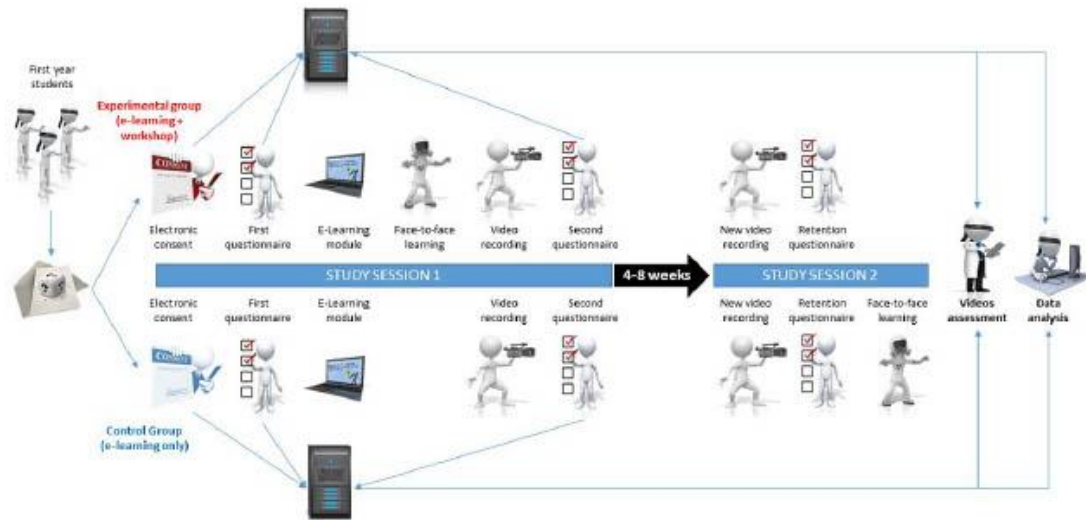 First year
students
Experimental group
(e-learning +
workshop)
CONSENT
Electronic
consent
First
questionnaire
E-Learning
module
Face-to-face
learning
Video
recording
Second
questionnaire
New video
recording
Retention
questionnaire
STUDY SESSION 1
4-8 weeks
STUDY SESSION 2
Electronic
consent
First
questionnaire
E-Learning
module
Video
recording
Second
questionnaire
New video
recording
Retention
questionnaire
Face-to-face
learning
Videos
assessment
Data
analysis
CONSENT
Control Group
(e-learning only)